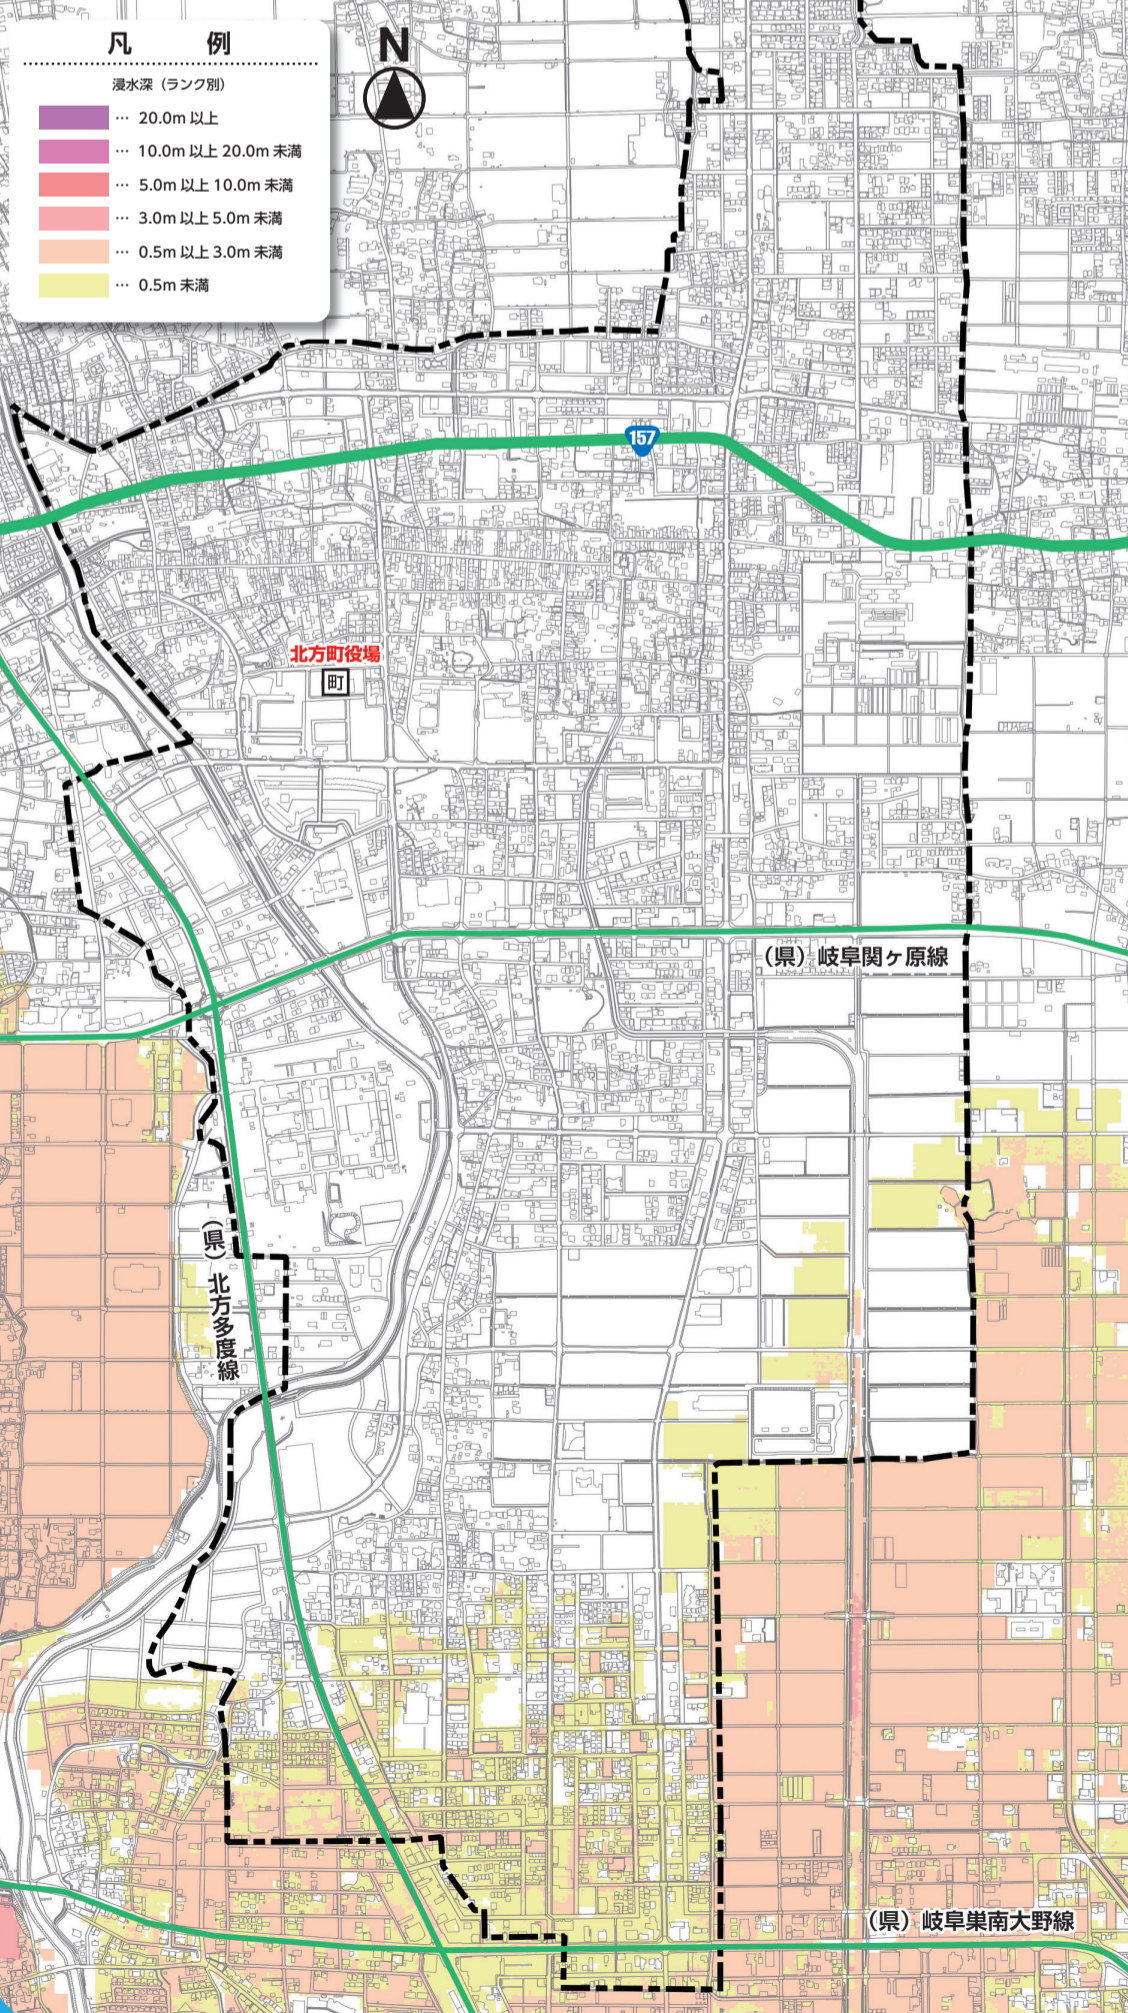 凡 例
浸水深（ランク別）
… 20.0m 以上
… 10.0m 以上 20.0m 未満
… 5.0m 以上 10.0m 未満
… 3.0m 以上 5.0m 未満
… 0.5m 以上 3.0m 未満
… 0.5m 未満
N
157
北方町役場
町
（県）岐阜関ヶ原線
（県）北方多度線
（県）岐阜巣南大野線